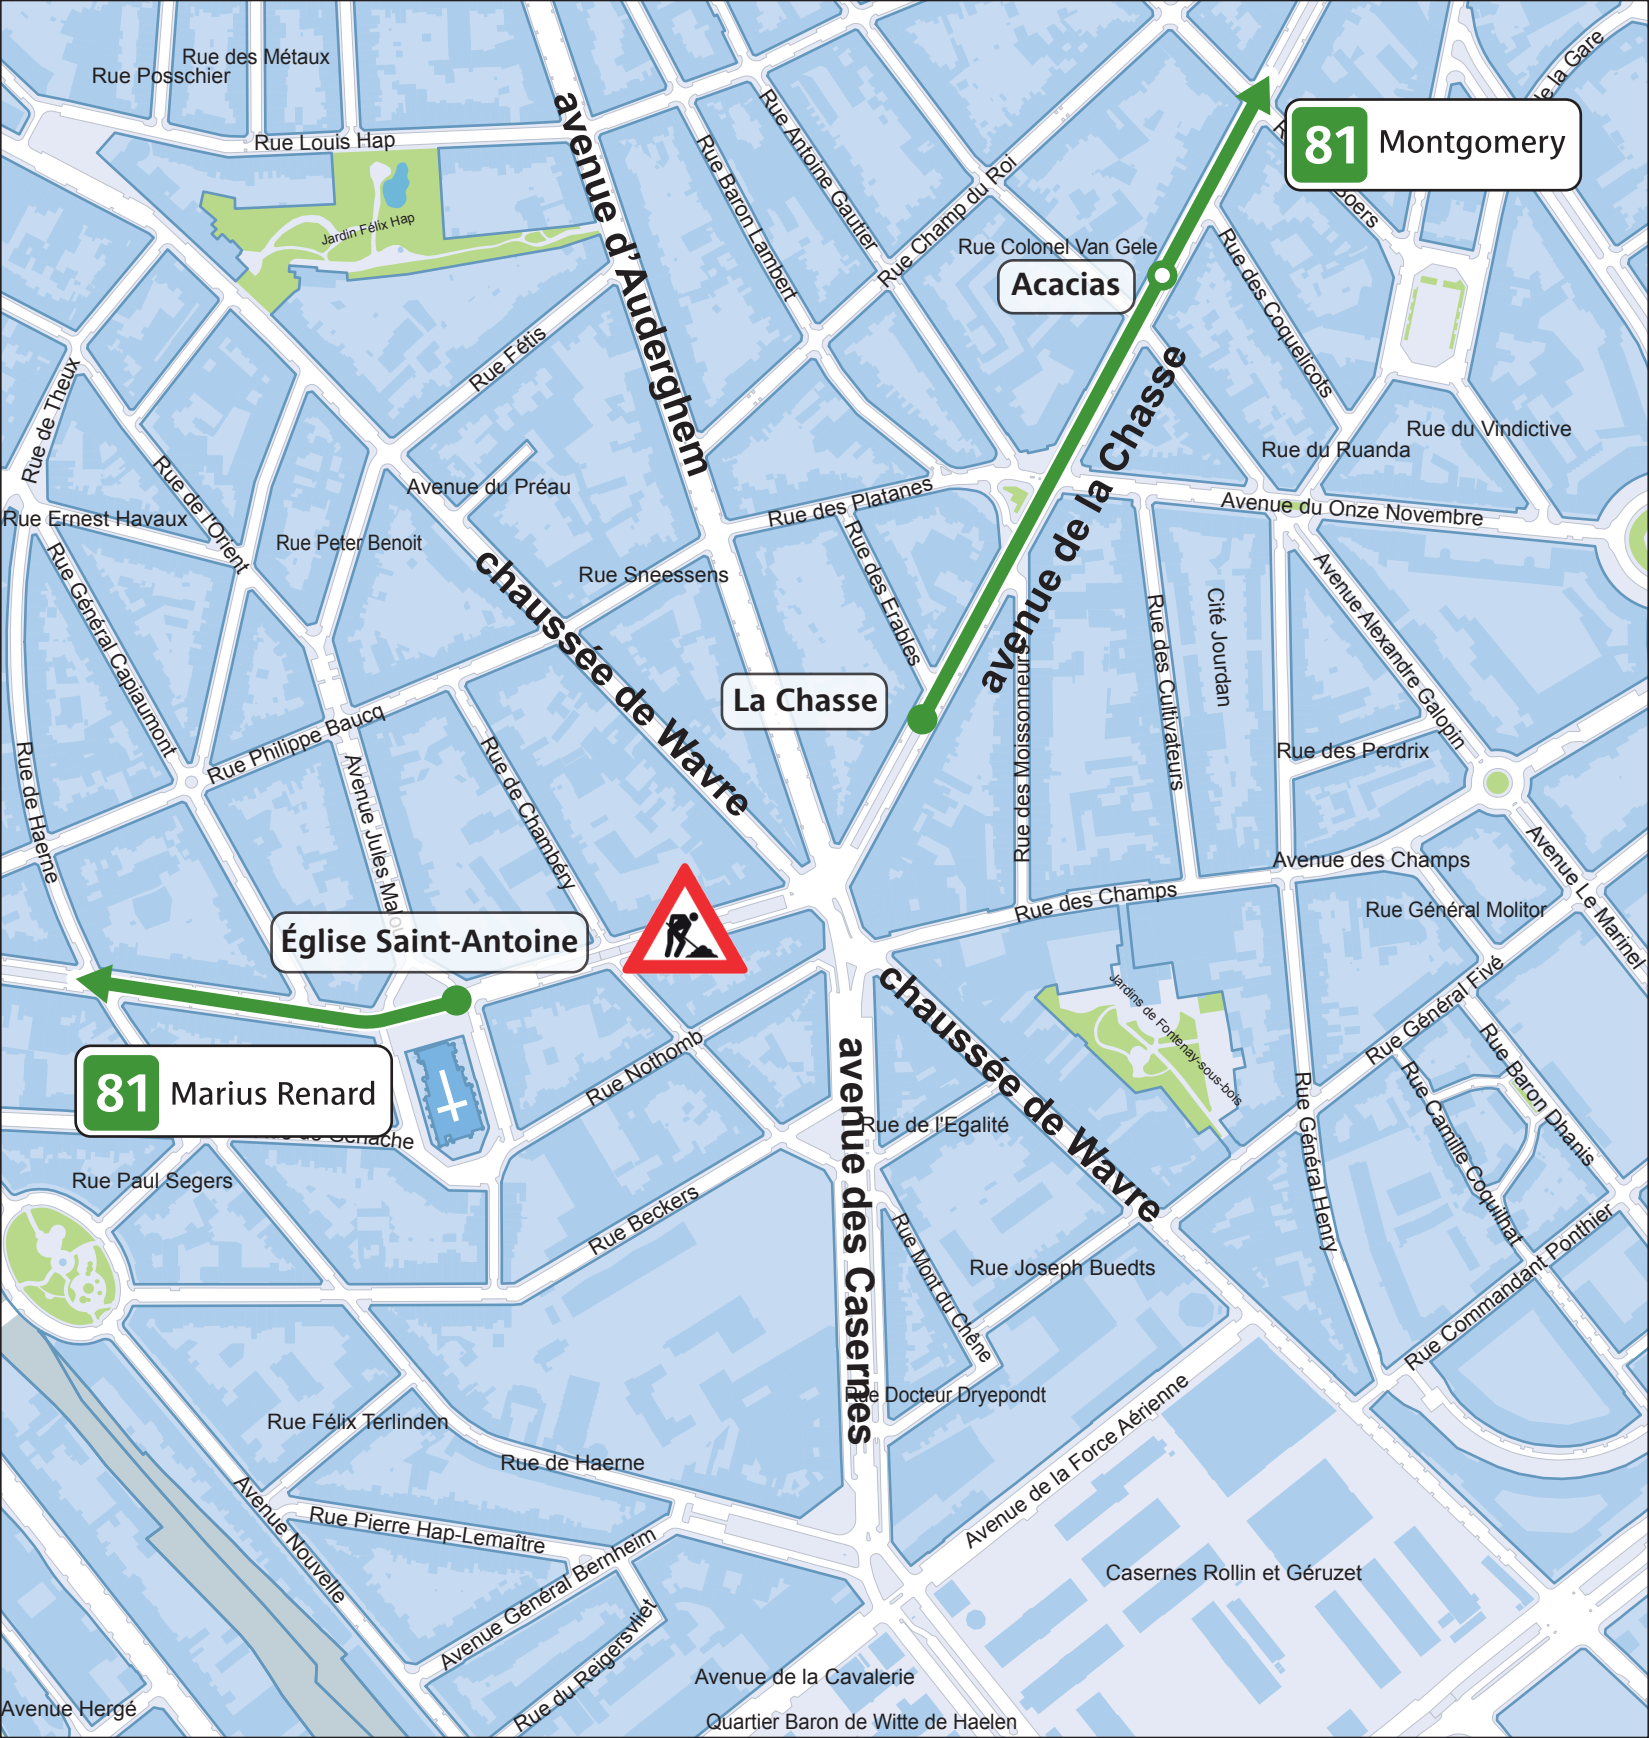 Rue des Métaux
Rue Posschier
Rue Louis Hap
Jardin Félix Hap
avenue d'Auderghem
Rue Baron Lambert
Rue Antoine Gautier
Rue Champ du Roi
Rue Colonel Van Gele
Acacias
81 Montgomery
de la Gare
Boers
Rue des Coquelicots
Rue du Vindictive
Rue du Ruanda
Avenue du Onze Novembre
Rue Fétis
Rue de Theux
Avenue du Préau
Rue de l'Orient
Rue Ernest Havaux
Rue Peter Benoit
Rue Général Capiaumont
Rue Sneessens
Rue des Platanes
Rue des Erables
avenue de la Chasse
chaussée de Wavre
La Chasse
Rue des Moissonneurs
Rue des Cultivateurs
Cité Jourdan
Avenue Alexandre Galopin
Rue des Perdrix
Rue Philippe Baucq
Rue de Haerne
Avenue Jules Malou
Rue de Chambéry
Avenue des Champs
Rue des Champs
Rue Général Molitor
Avenue Le Marinel
Église Saint-Antoine
81 Marius Renard
Rue Paul Segers
Rue Nothomb
Rue Beckers
avenue des Casernes
chaussée de Wavre
Jardins de Fontenay-sous-bois
Rue de l'Egalité
Rue Général Fivé
Rue Baron Dhanis
Rue Camille Coquilhat
Rue Général Henry
Rue Commandant Ponthier
Rue Joseph Buedts
Rue Mont du Chêne
Rue Docteur Dryepondt
Avenue de la Force Aérienne
Rue Félix Terlinden
Rue de Haerne
Avenue Nouvelle
Rue Pierre Hap-Lemaître
Avenue Général Bernheim
Rue du Reigersvliet
Casernes Rollin et Géruzet
Avenue de la Cavalerie
Avenue Hergé
Quartier Baron de Witte de Haelen